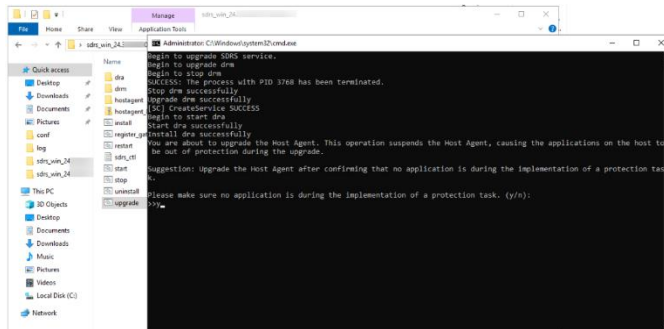 Manage
sdrs_win_24
File
Home
Share
View
Application Tools
sdrs_win_24.3
Quick access
Desktop
Downloads
Documents
Pictures
conf
log
sdrs_win_24
sdrs_win_24
This PC
3D Objects
Desktop
Documents
Downloads
Music
Pictures
Videos
Local Disk (C:)
Network
Name
dra
drm
hostagent
hostagent_
install
register_ga
restart
sdrs_ctl
start
stop
uninstall
upgrade
Administrator: C:\Windows\system32\cmd.exe
Begin to upgrade SDRS service.
Begin to upgrade drm
Begin to stop drm
SUCCESS: The process with PID 3768 has been terminated.
Stop drm successfully
Upgrade drm successfully
[SC] CreateService SUCCESS
Begin to start dra
Start dra successfully
Install dra successfully
You are about to upgrade the Host Agent. This operation suspends the Host Agent, causing the applications on the host to
be out of protection during the upgrade.
Suggestion: Upgrade the Host Agent after confirming that no application is during the implementation of a protection tas
k.
Please make sure no application is during the implementation of a protection task. (y/n):
>>y_